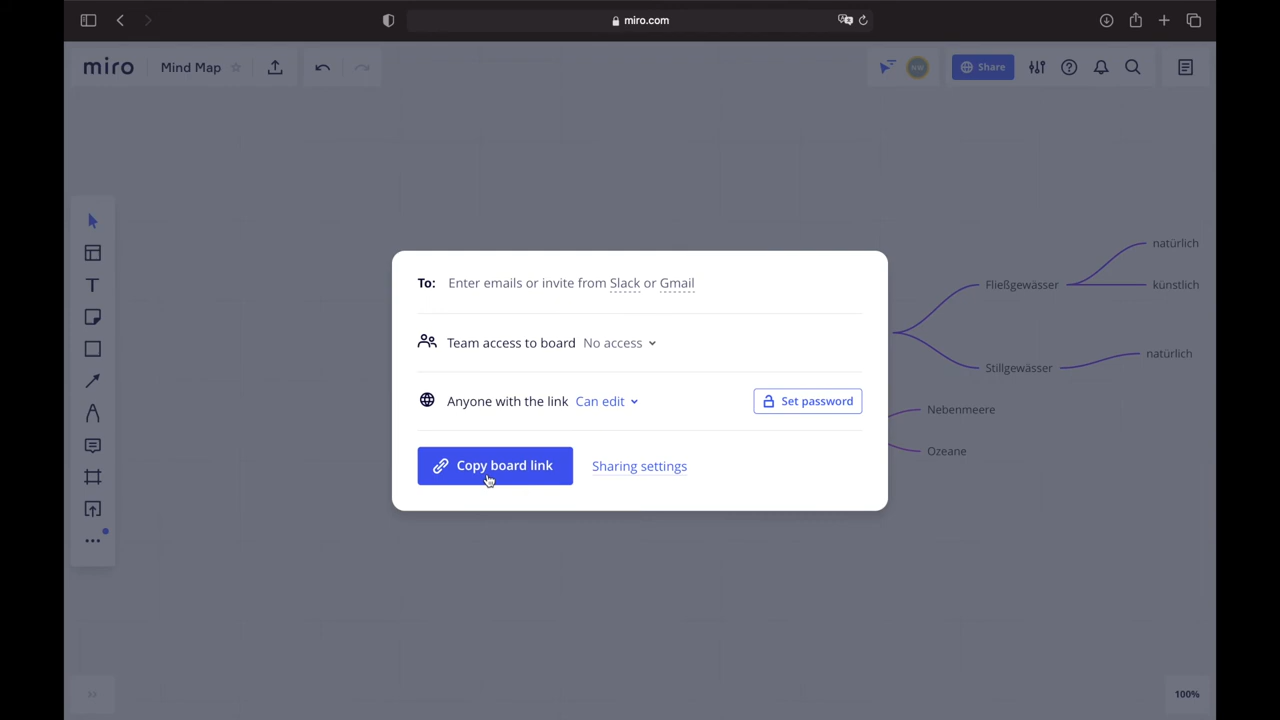 miro.com
miro
Mind Map
NW
Share
To: Enter emails or invite from Slack or Gmail
Team access to board No access
Anyone with the link Can edit
Set password
Copy board link
Sharing settings
natürlich
Fließgewässer
künstlich
natürlich
Stillgewässer
Nebenmeere
Ozeane
100%